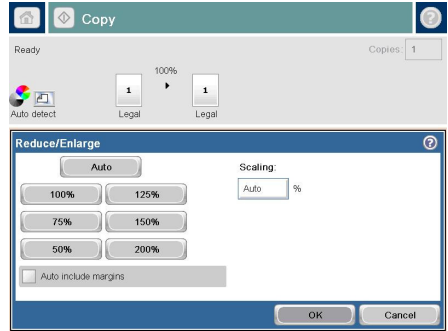 Copy
Ready
Copies: 1
100%
1
1
Auto detect
Legal
Legal
Reduce/Enlarge
Auto
Scaling:
100%
125%
Auto %
75%
150%
50%
200%
Auto include margins
OK
Cancel